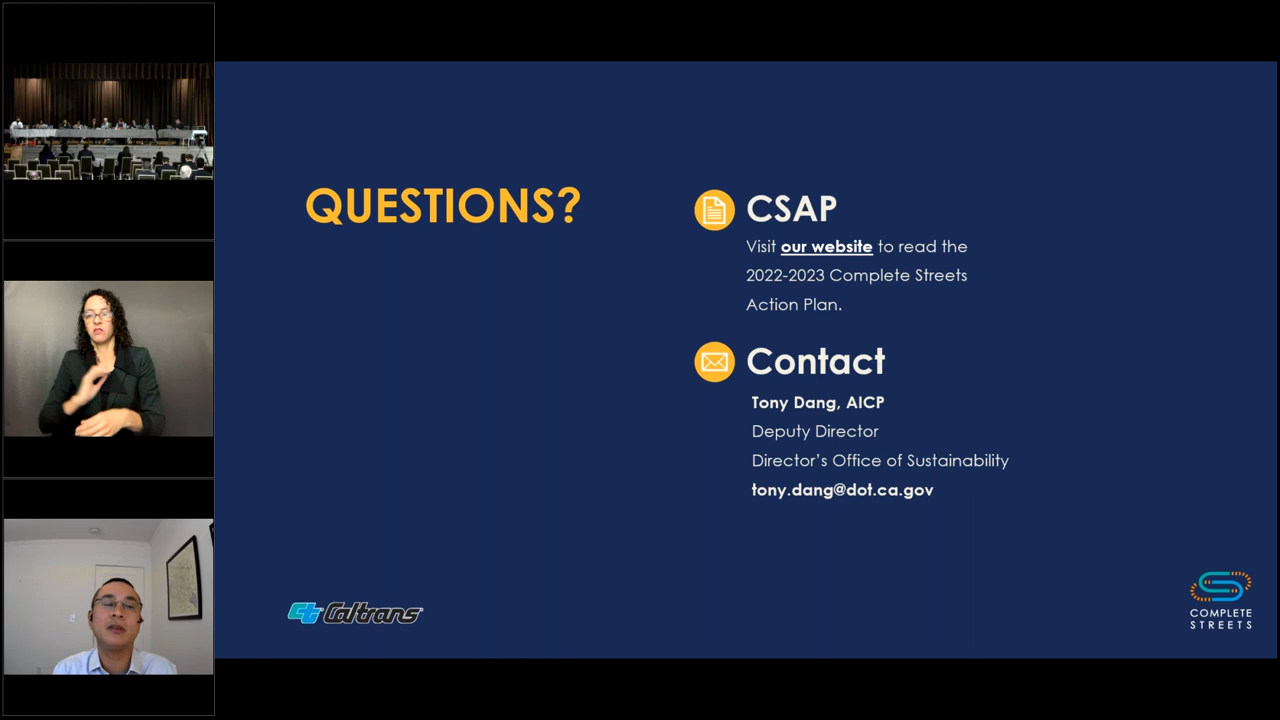 QUESTIONS?
CSAP
Visit our website to read the
2022-2023 Complete Streets
Action Plan.
Contact
Tony Dang, AICP
Deputy Director
Director's Office of Sustainability
tony.dang@dot.ca.gov
ct Caltrans
COMPLETE
STREETS